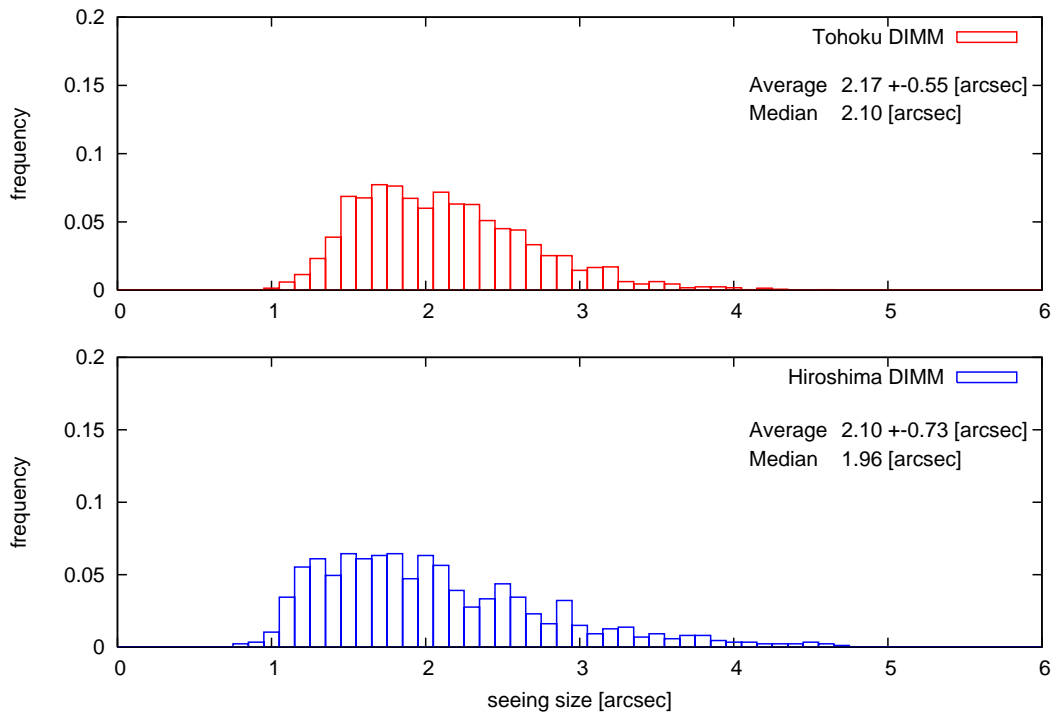 0.2
Tohoku DIMM
0.15
Average 2.17 +-0.55 [arcsec]
Median 2.10 [arcsec]
frequency
0.1
0.05
0
0 1 2 3 4 5 6
0.2
Hiroshima DIMM
0.15
Average 2.10 +-0.73 [arcsec]
Median 1.96 [arcsec]
frequency
0.1
0.05
0
0 1 2 3 4 5 6
seeing size [arcsec]